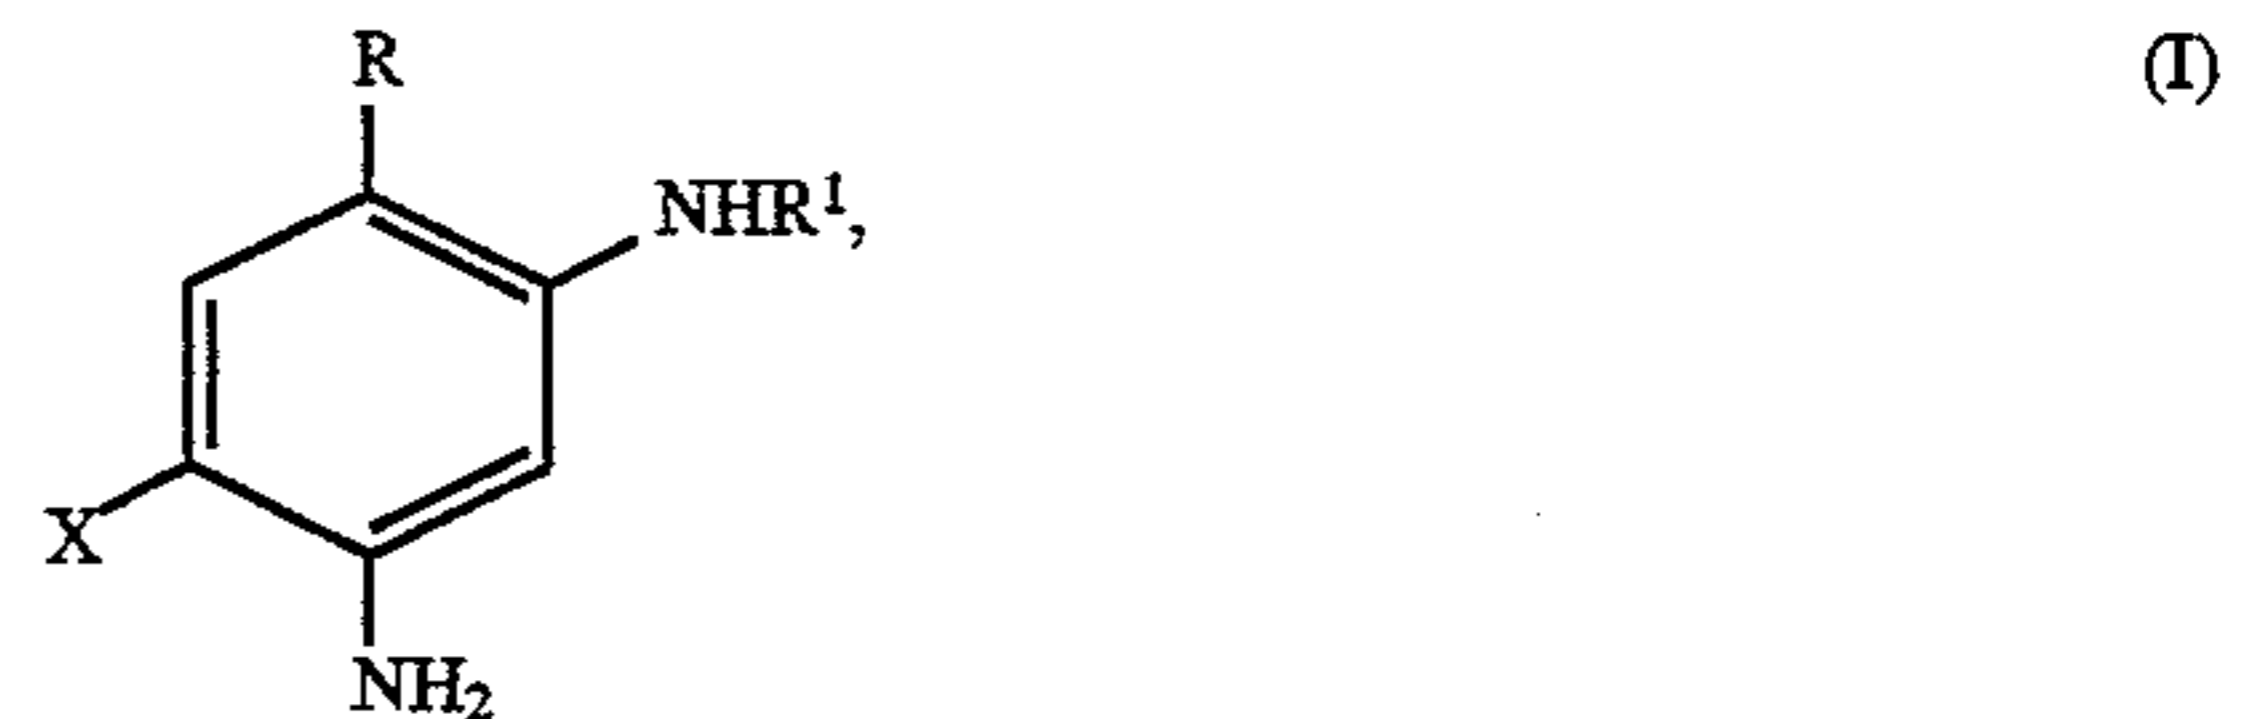 R (I)
NHR¹,
X
NH₂